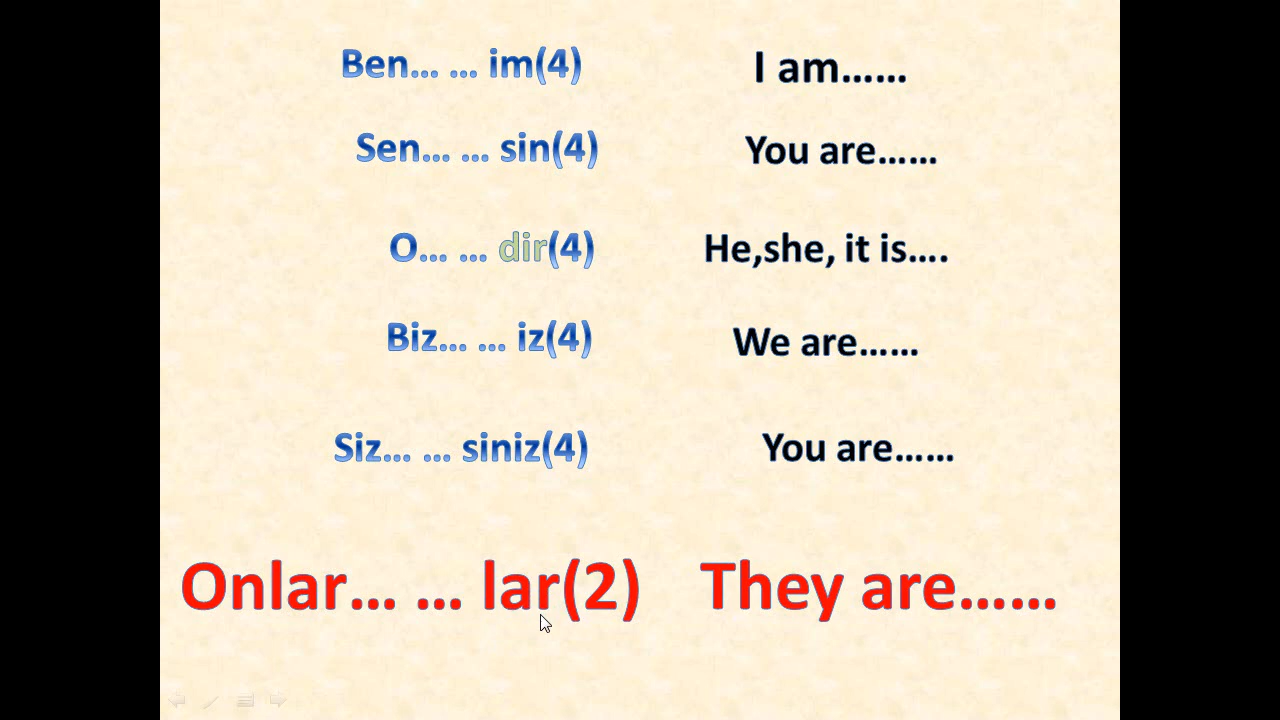 Ben... ... im(4) I am......
Sen... ... sin(4) You are......
O... ... dir(4) He,she, it is....
Biz... ... iz(4) We are......
Siz... ... siniz(4) You are......
Onlar... ... lar(2) They are......